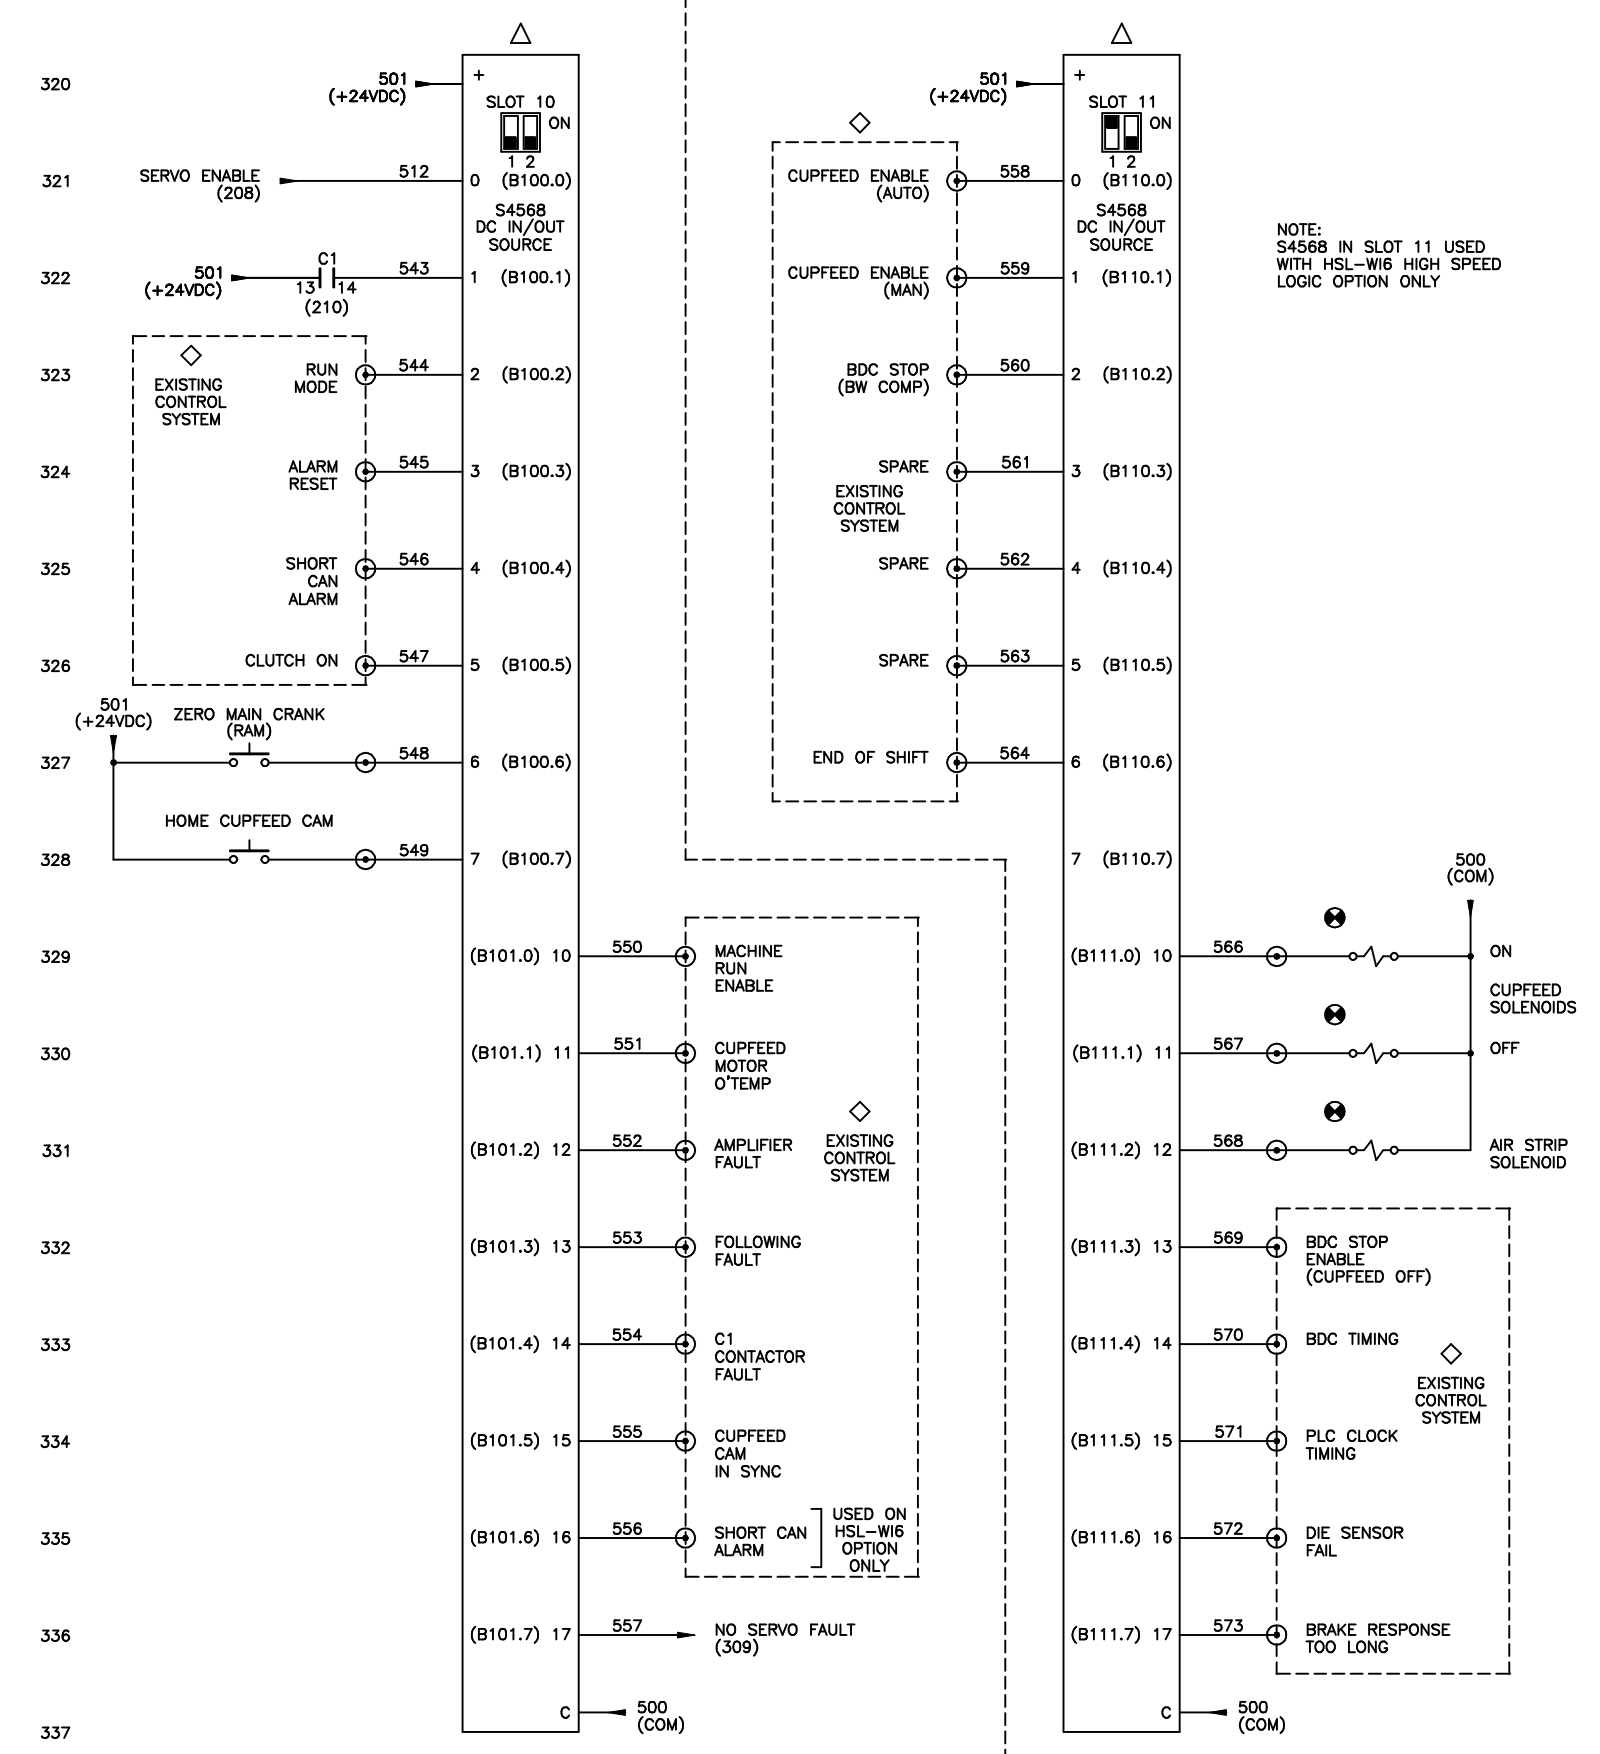 320
321
322
323
324
325
326
327
328
329
330
331
332
333
334
335
336
337
501
(+24VDC)
+
SLOT 10
ON
1 2
SERVO ENABLE
(208)
512
0 (B100.0)
S4568
DC IN/OUT
SOURCE
501
(+24VDC)
C1
13 14
(210)
543
1 (B100.1)
EXISTING
CONTROL
SYSTEM
RUN
MODE
544
2 (B100.2)
ALARM
RESET
545
3 (B100.3)
SHORT
CAN
ALARM
546
4 (B100.4)
CLUTCH ON
547
5 (B100.5)
501
(+24VDC)
ZERO MAIN CRANK
(RAM)
548
6 (B100.6)
HOME CUPFEED CAM
549
7 (B100.7)
(B101.0) 10
550
MACHINE
RUN
ENABLE
(B101.1) 11
551
CUPFEED
MOTOR
O'TEMP
(B101.2) 12
552
AMPLIFIER
FAULT
EXISTING
CONTROL
SYSTEM
(B101.3) 13
553
FOLLOWING
FAULT
(B101.4) 14
554
C1
CONTACTOR
FAULT
(B101.5) 15
555
CUPFEED
CAM
IN SYNC
(B101.6) 16
556
SHORT CAN
ALARM
USED ON
HSL-WI6
OPTION
ONLY
(B101.7) 17
557
NO SERVO FAULT
(309)
C
500
(COM)
501
(+24VDC)
+
SLOT 11
ON
1 2
CUPFEED ENABLE
(AUTO)
558
0 (B110.0)
S4568
DC IN/OUT
SOURCE
CUPFEED ENABLE
(MAN)
559
1 (B110.1)
BDC STOP
(BW COMP)
560
2 (B110.2)
SPARE
561
3 (B110.3)
EXISTING
CONTROL
SYSTEM
SPARE
562
4 (B110.4)
SPARE
563
5 (B110.5)
END OF SHIFT
564
6 (B110.6)
7 (B110.7)
NOTE:
S4568 IN SLOT 11 USED
WITH HSL-WI6 HIGH SPEED
LOGIC OPTION ONLY
500
(COM)
(B111.0) 10
566
ON
CUPFEED
SOLENOIDS
(B111.1) 11
567
OFF
(B111.2) 12
568
AIR STRIP
SOLENOID
(B111.3) 13
569
BDC STOP
ENABLE
(CUPFEED OFF)
(B111.4) 14
570
BDC TIMING
EXISTING
CONTROL
SYSTEM
(B111.5) 15
571
PLC CLOCK
TIMING
(B111.6) 16
572
DIE SENSOR
FAIL
(B111.7) 17
573
BRAKE RESPONSE
TOO LONG
C
500
(COM)